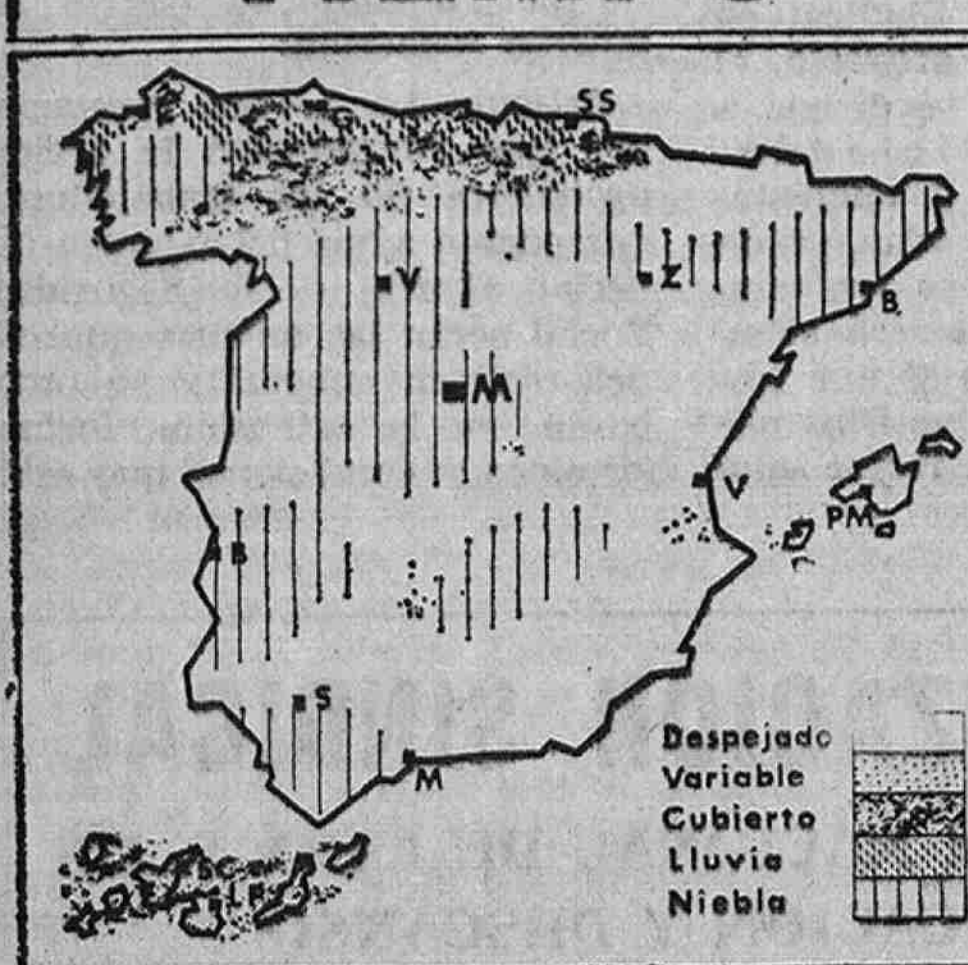 SS
V
Z
B.
M
V
PM
B
S
M
Despejado
Variable
Cubierto
Lluvia
Niebla